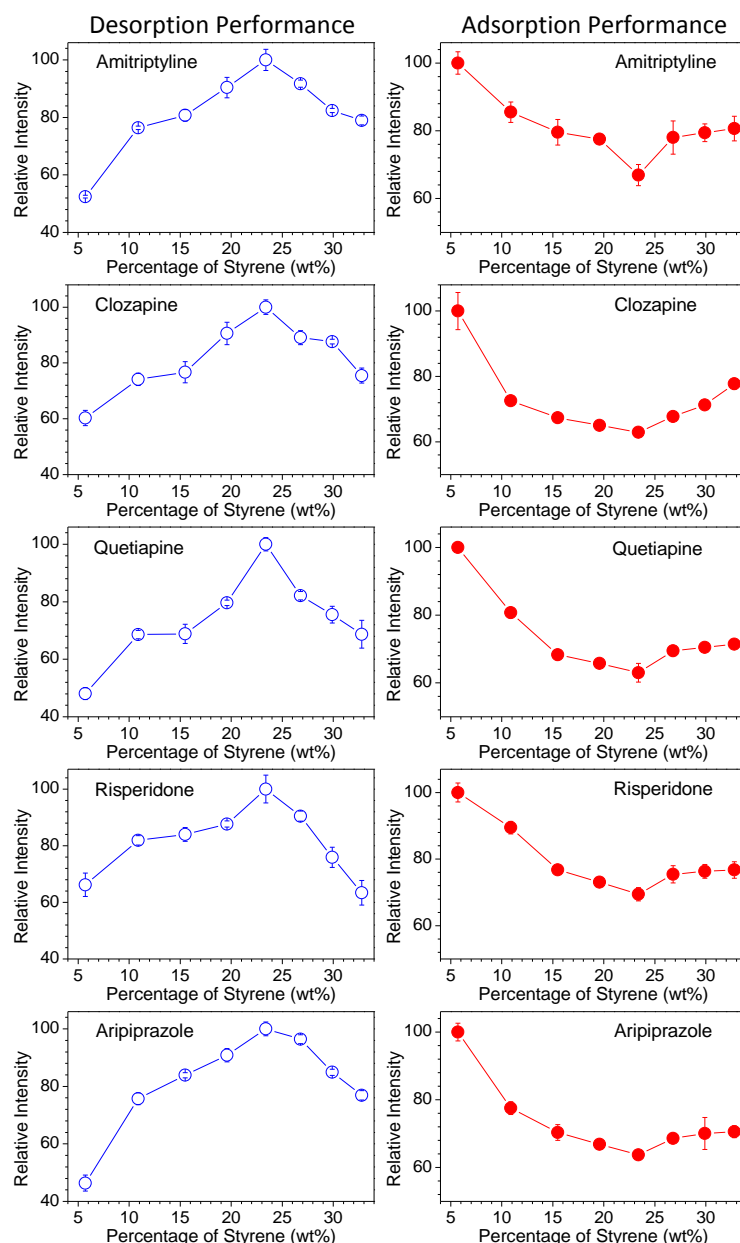 Desorption Performance
Adsorption Performance
Amitriptyline
Relative Intensity
100
80
60
40
5 10 15 20 25 30
Percentage of Styrene (wt%)
Amitriptyline
Relative Intensity
100
80
60
5 10 15 20 25 30
Percentage of Styrene (wt%)
Clozapine
Relative Intensity
100
80
60
40
5 10 15 20 25 30
Percentage of Styrene (wt%)
Clozapine
Relative Intensity
100
80
60
5 10 15 20 25 30
Percentage of Styrene (wt%)
Quetiapine
Relative Intensity
100
80
60
40
5 10 15 20 25 30
Percentage of Styrene (wt%)
Quetiapine
Relative Intensity
100
80
60
5 10 15 20 25 30
Percentage of Styrene (wt%)
Risperidone
Relative Intensity
100
80
60
40
5 10 15 20 25 30
Percentage of Styrene (wt%)
Risperidone
Relative Intensity
100
80
60
5 10 15 20 25 30
Percentage of Styrene (wt%)
Aripiprazole
Relative Intensity
100
80
60
40
5 10 15 20 25 30
Percentage of Styrene (wt%)
Aripiprazole
Relative Intensity
100
80
60
5 10 15 20 25 30
Percentage of Styrene (wt%)